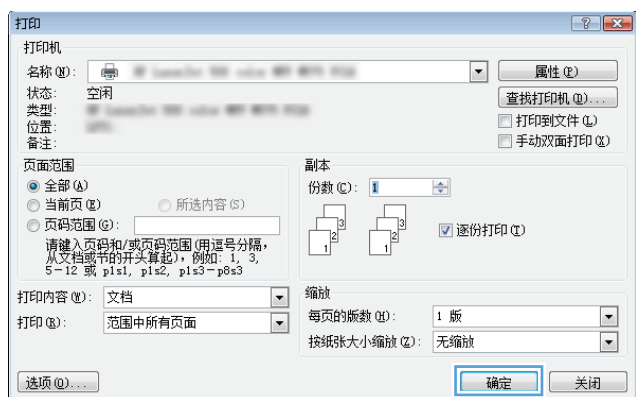 打印
打印机
名称(N):
属性(P)
状态: 空闲
查找打印机(D)...
类型:
位置:
打印到文件(L)
备注:
手动双面打印(X)
页面范围
全部(A)
当前页(E) 所选内容(S)
页码范围(G):
请键入页码和/或页码范围(用逗号分隔，
从文档或节的开头算起)，例如: 1, 3,
5-12 或 p1s1, p1s2, p1s3-p8s3
副本
份数(C): 1
3 3
2 2
1 1
逐份打印(T)
打印内容(W): 文档
打印(R): 范围中所有页面
缩放
每页的版数(H): 1 版
按纸张大小缩放(Z): 无缩放
选项(O)...
确定 关闭